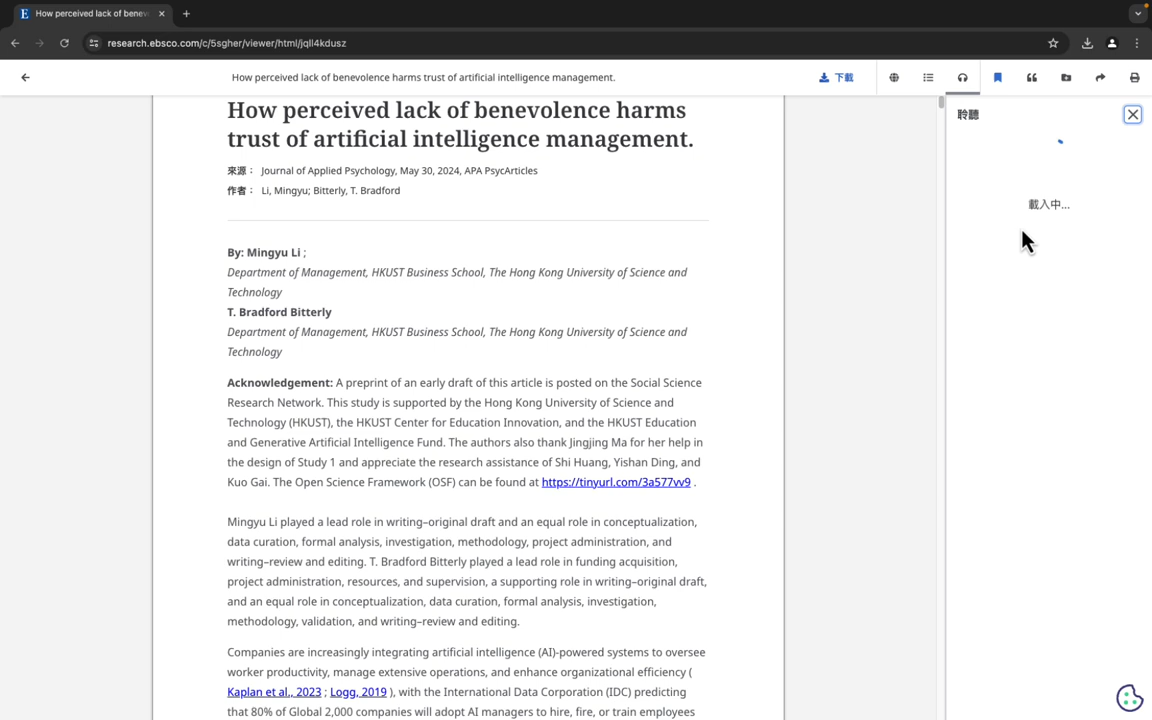 How perceived lack of benev
research.ebsco.com/c/5sgher/viewer/html/jqll4kdusz
How perceived lack of benevolence harms trust of artificial intelligence management.
下載
How perceived lack of benevolence harms
trust of artificial intelligence management.
來源： Journal of Applied Psychology, May 30, 2024, APA PsycArticles
作者： Li, Mingyu; Bitterly, T. Bradford
By: Mingyu Li ;
Department of Management, HKUST Business School, The Hong Kong University of Science and
Technology
T. Bradford Bitterly
Department of Management, HKUST Business School, The Hong Kong University of Science and
Technology
Acknowledgement: A preprint of an early draft of this article is posted on the Social Science
Research Network. This study is supported by the Hong Kong University of Science and
Technology (HKUST), the HKUST Center for Education Innovation, and the HKUST Education
and Generative Artificial Intelligence Fund. The authors also thank Jingjing Ma for her help in
the design of Study 1 and appreciate the research assistance of Shi Huang, Yishan Ding, and
Kuo Gai. The Open Science Framework (OSF) can be found at https://tinyurl.com/3a577vv9 .
Mingyu Li played a lead role in writing–original draft and an equal role in conceptualization,
data curation, formal analysis, investigation, methodology, project administration, and
writing–review and editing. T. Bradford Bitterly played a lead role in funding acquisition,
project administration, resources, and supervision, a supporting role in writing–original draft,
and an equal role in conceptualization, data curation, formal analysis, investigation,
methodology, validation, and writing–review and editing.
Companies are increasingly integrating artificial intelligence (AI)-powered systems to oversee
worker productivity, manage extensive operations, and enhance organizational efficiency (
Kaplan et al., 2023 ; Logg, 2019 ), with the International Data Corporation (IDC) predicting
that 80% of Global 2,000 companies will adopt AI managers to hire, fire, or train employees
聆聽
載入中...